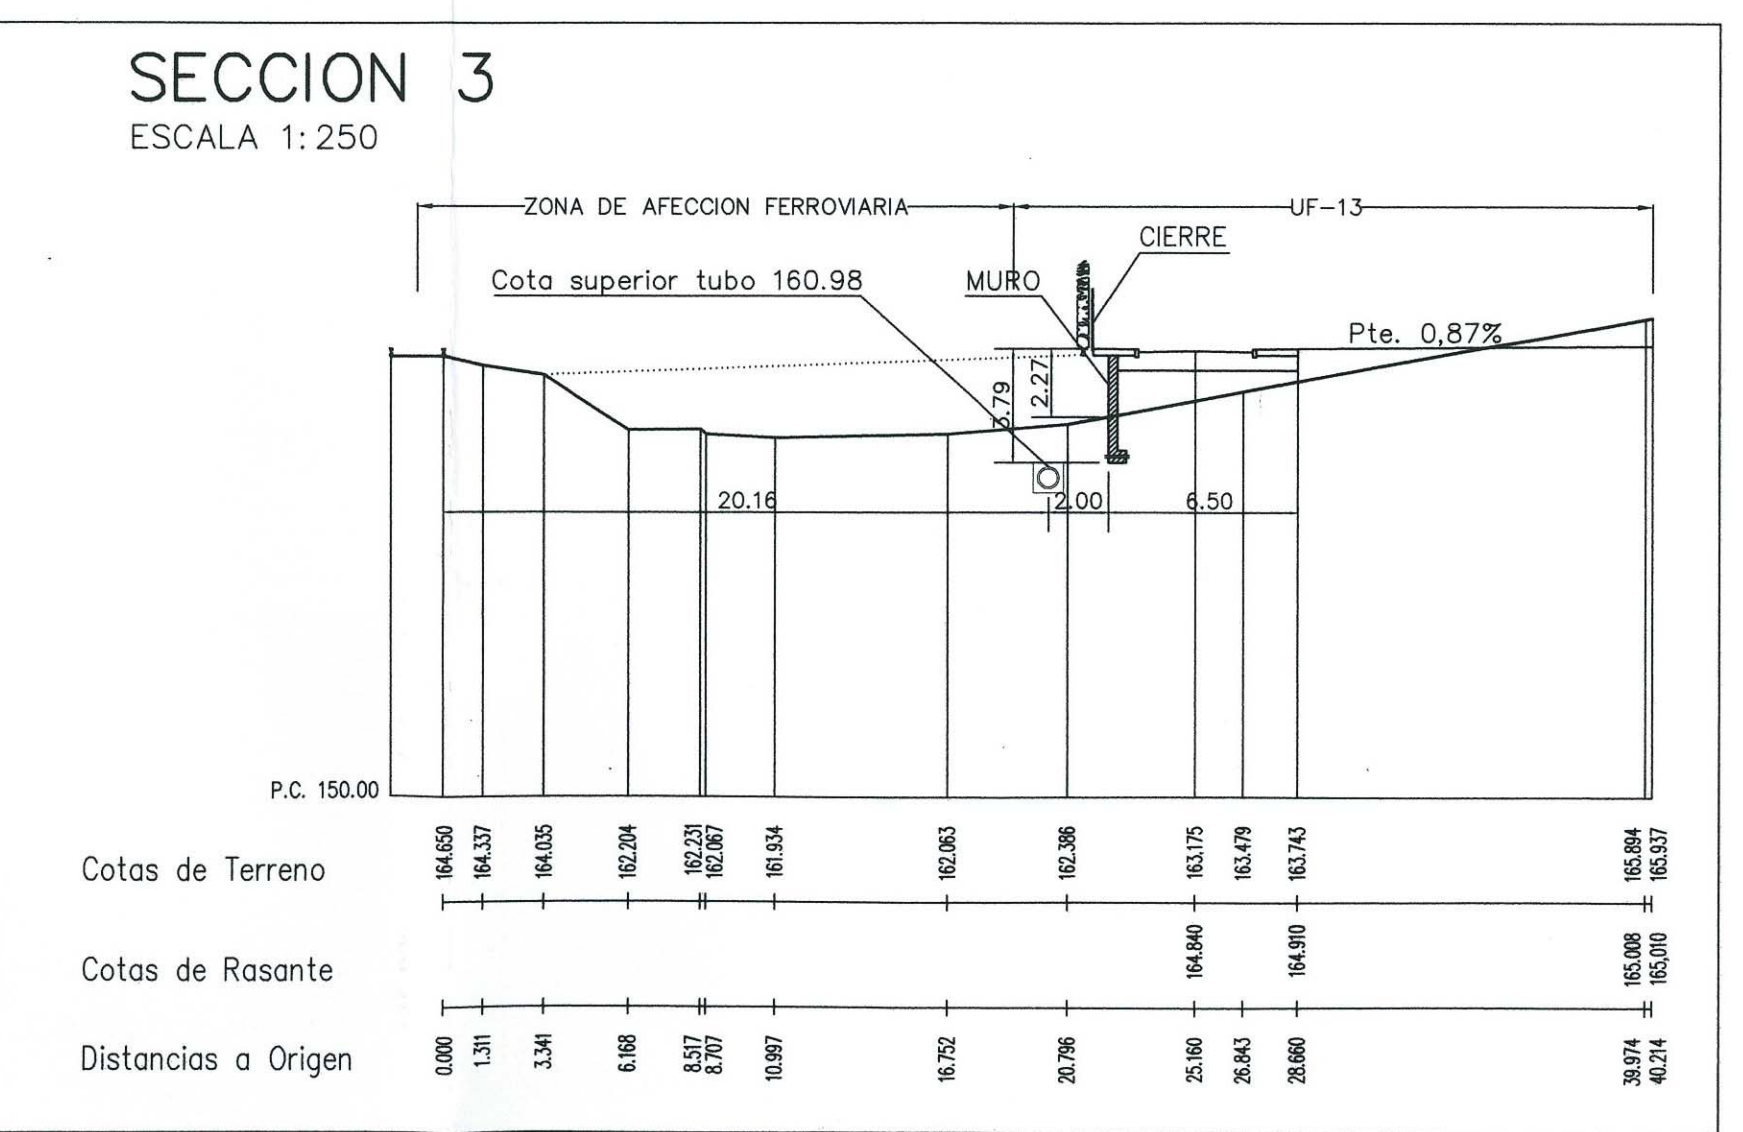 SECCION 3
ESCALA 1:250
ZONA DE AFECCION FERROVIARIA
UF-13
CIERRE
Cota superior tubo 160.98
MURO
Pte. 0,87%
2.27
3.79
20.16
2.00
6.50
P.C. 150.00
Cotas de Terreno
164.650 164.337 164.035 162.204 162.231 162.067 161.934 162.063 162.386 163.175 163.479 163.743 165.894 165.937
Cotas de Rasante
164.840 164.910 165.008 165,010
Distancias a Origen
0.000 1.311 3.341 6.168 8.517 8.707 10.997 16.752 20.796 25.160 26.843 28.660 39.974 40.214